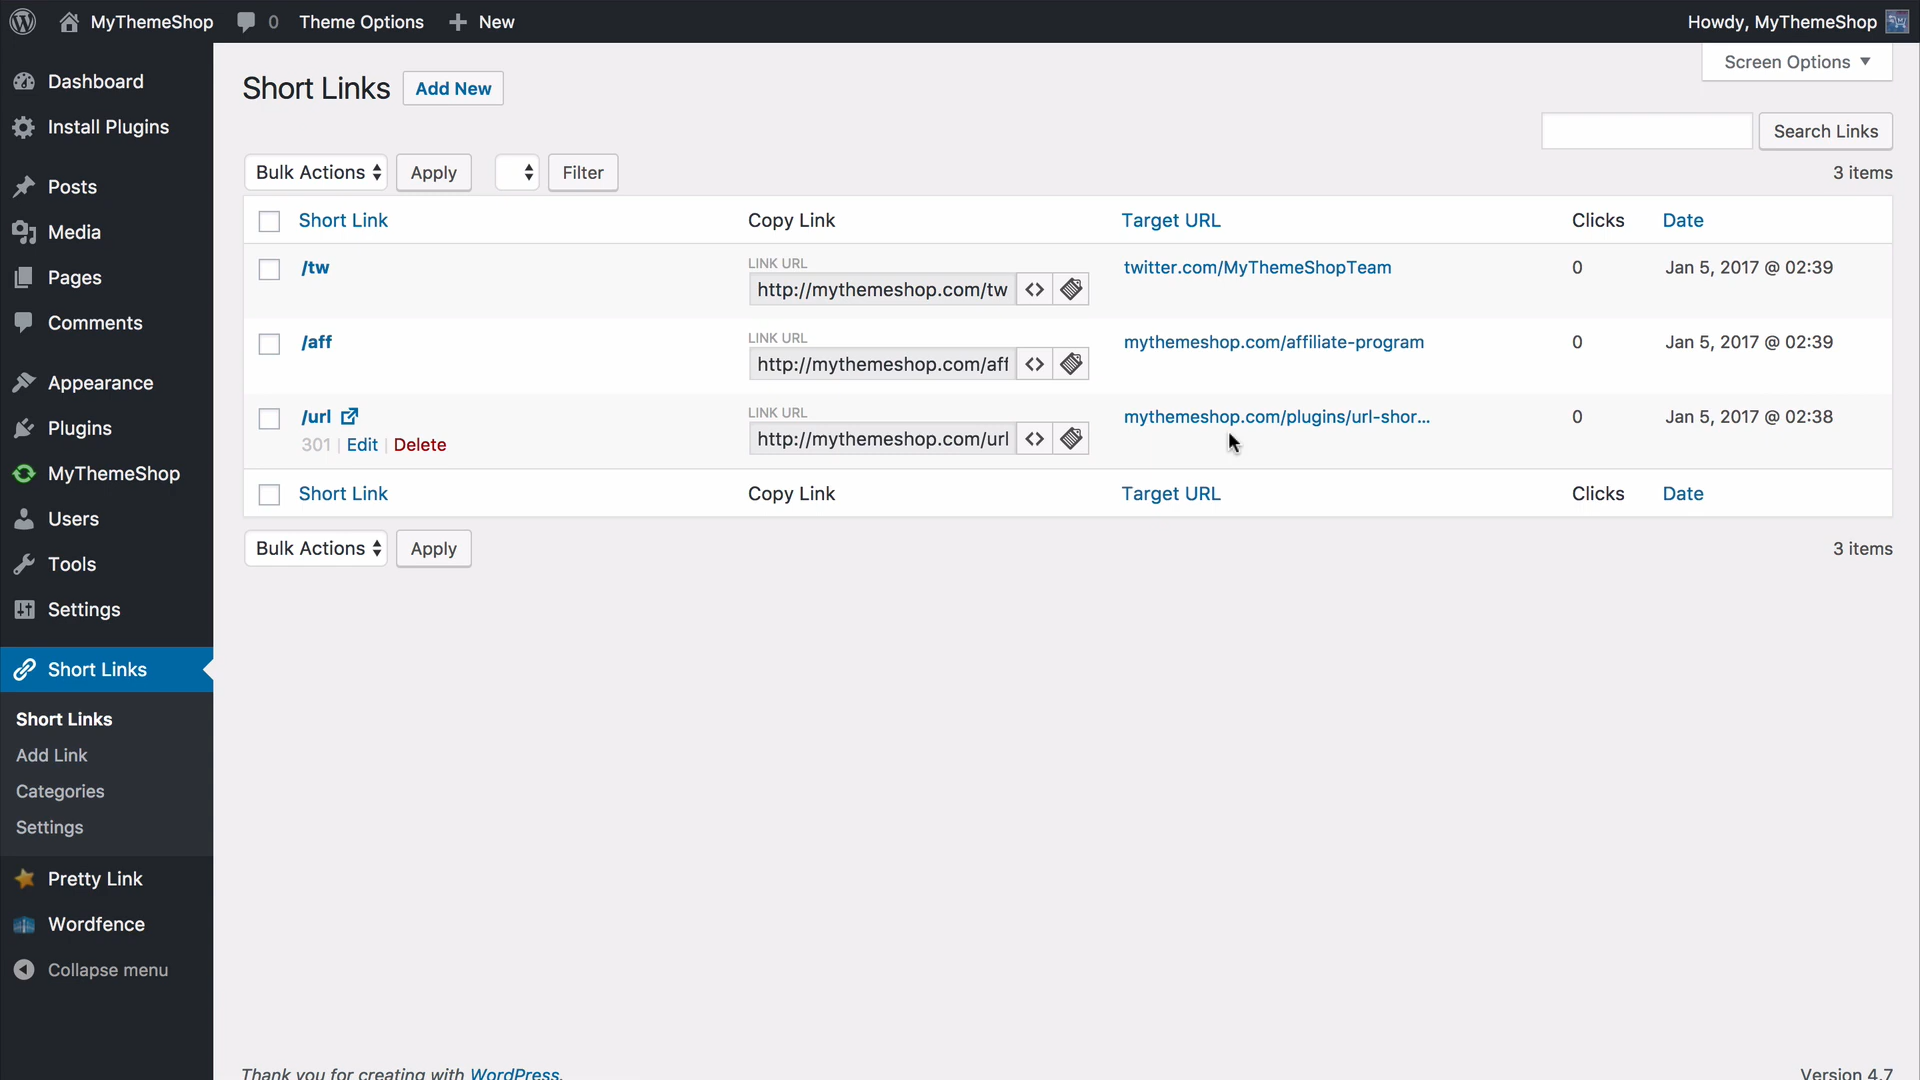 MyThemeShop 0 Theme Options New Howdy, MyThemeShop
Screen Options
Dashboard
Install Plugins
Posts
Media
Pages
Comments
Appearance
Plugins
MyThemeShop
Users
Tools
Settings
Short Links
Short Links
Add Link
Categories
Settings
Pretty Link
Wordfence
Collapse menu
Short Links Add New
Search Links
Bulk Actions Apply Filter 3 items
Short Link Copy Link Target URL Clicks Date
/tw LINK URL twitter.com/MyThemeShopTeam 0 Jan 5, 2017 @ 02:39
http://mythemeshop.com/tw <>
/aff LINK URL mythemeshop.com/affiliate-program 0 Jan 5, 2017 @ 02:39
http://mythemeshop.com/aff <>
/url LINK URL mythemeshop.com/plugins/url-shor... 0 Jan 5, 2017 @ 02:38
301 | Edit | Delete http://mythemeshop.com/url <>
Short Link Copy Link Target URL Clicks Date
Bulk Actions Apply 3 items
Thank you for creating with WordPress. Version 4.7